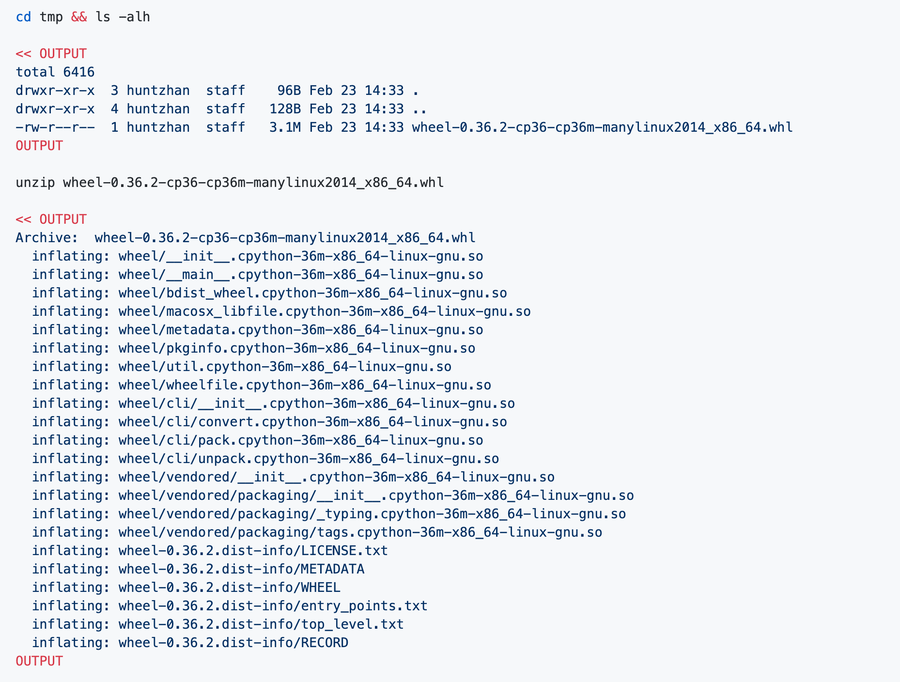 cd tmp && ls -alh
<< OUTPUT
total 6416
drwxr-xr-x  3 huntzhan  staff    96B Feb 23 14:33 .
drwxr-xr-x  4 huntzhan  staff   128B Feb 23 14:33 ..
-rw-r--r--  1 huntzhan  staff   3.1M Feb 23 14:33 wheel-0.36.2-cp36-cp36m-manylinux2014_x86_64.whl
OUTPUT
unzip wheel-0.36.2-cp36-cp36m-manylinux2014_x86_64.whl
<< OUTPUT
Archive:  wheel-0.36.2-cp36-cp36m-manylinux2014_x86_64.whl
  inflating: wheel/__init__.cpython-36m-x86_64-linux-gnu.so
  inflating: wheel/__main__.cpython-36m-x86_64-linux-gnu.so
  inflating: wheel/bdist_wheel.cpython-36m-x86_64-linux-gnu.so
  inflating: wheel/macosx_libfile.cpython-36m-x86_64-linux-gnu.so
  inflating: wheel/metadata.cpython-36m-x86_64-linux-gnu.so
  inflating: wheel/pkginfo.cpython-36m-x86_64-linux-gnu.so
  inflating: wheel/util.cpython-36m-x86_64-linux-gnu.so
  inflating: wheel/wheelfile.cpython-36m-x86_64-linux-gnu.so
  inflating: wheel/cli/__init__.cpython-36m-x86_64-linux-gnu.so
  inflating: wheel/cli/convert.cpython-36m-x86_64-linux-gnu.so
  inflating: wheel/cli/pack.cpython-36m-x86_64-linux-gnu.so
  inflating: wheel/cli/unpack.cpython-36m-x86_64-linux-gnu.so
  inflating: wheel/vendored/__init__.cpython-36m-x86_64-linux-gnu.so
  inflating: wheel/vendored/packaging/__init__.cpython-36m-x86_64-linux-gnu.so
  inflating: wheel/vendored/packaging/_typing.cpython-36m-x86_64-linux-gnu.so
  inflating: wheel/vendored/packaging/tags.cpython-36m-x86_64-linux-gnu.so
  inflating: wheel-0.36.2.dist-info/LICENSE.txt
  inflating: wheel-0.36.2.dist-info/METADATA
  inflating: wheel-0.36.2.dist-info/WHEEL
  inflating: wheel-0.36.2.dist-info/entry_points.txt
  inflating: wheel-0.36.2.dist-info/top_level.txt
  inflating: wheel-0.36.2.dist-info/RECORD
OUTPUT